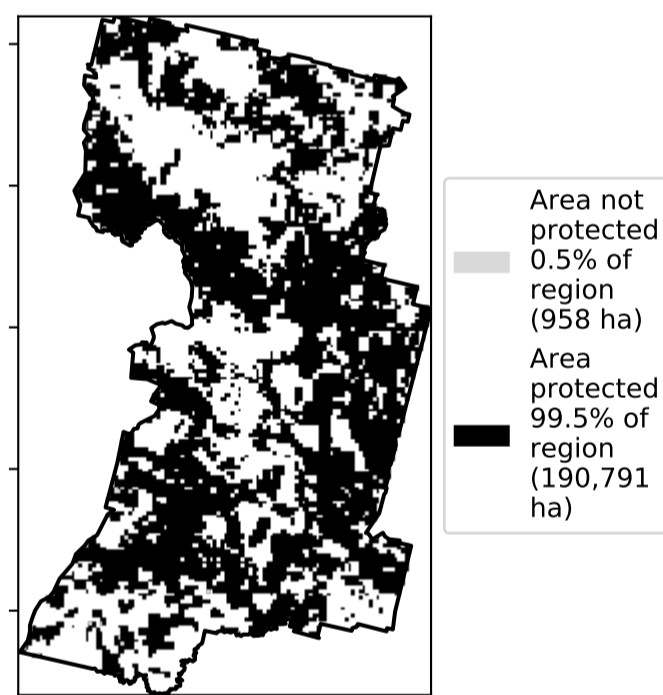 Area not
protected
0.5% of
region
(958 ha)
Area
protected
99.5% of
region
(190,791
ha)